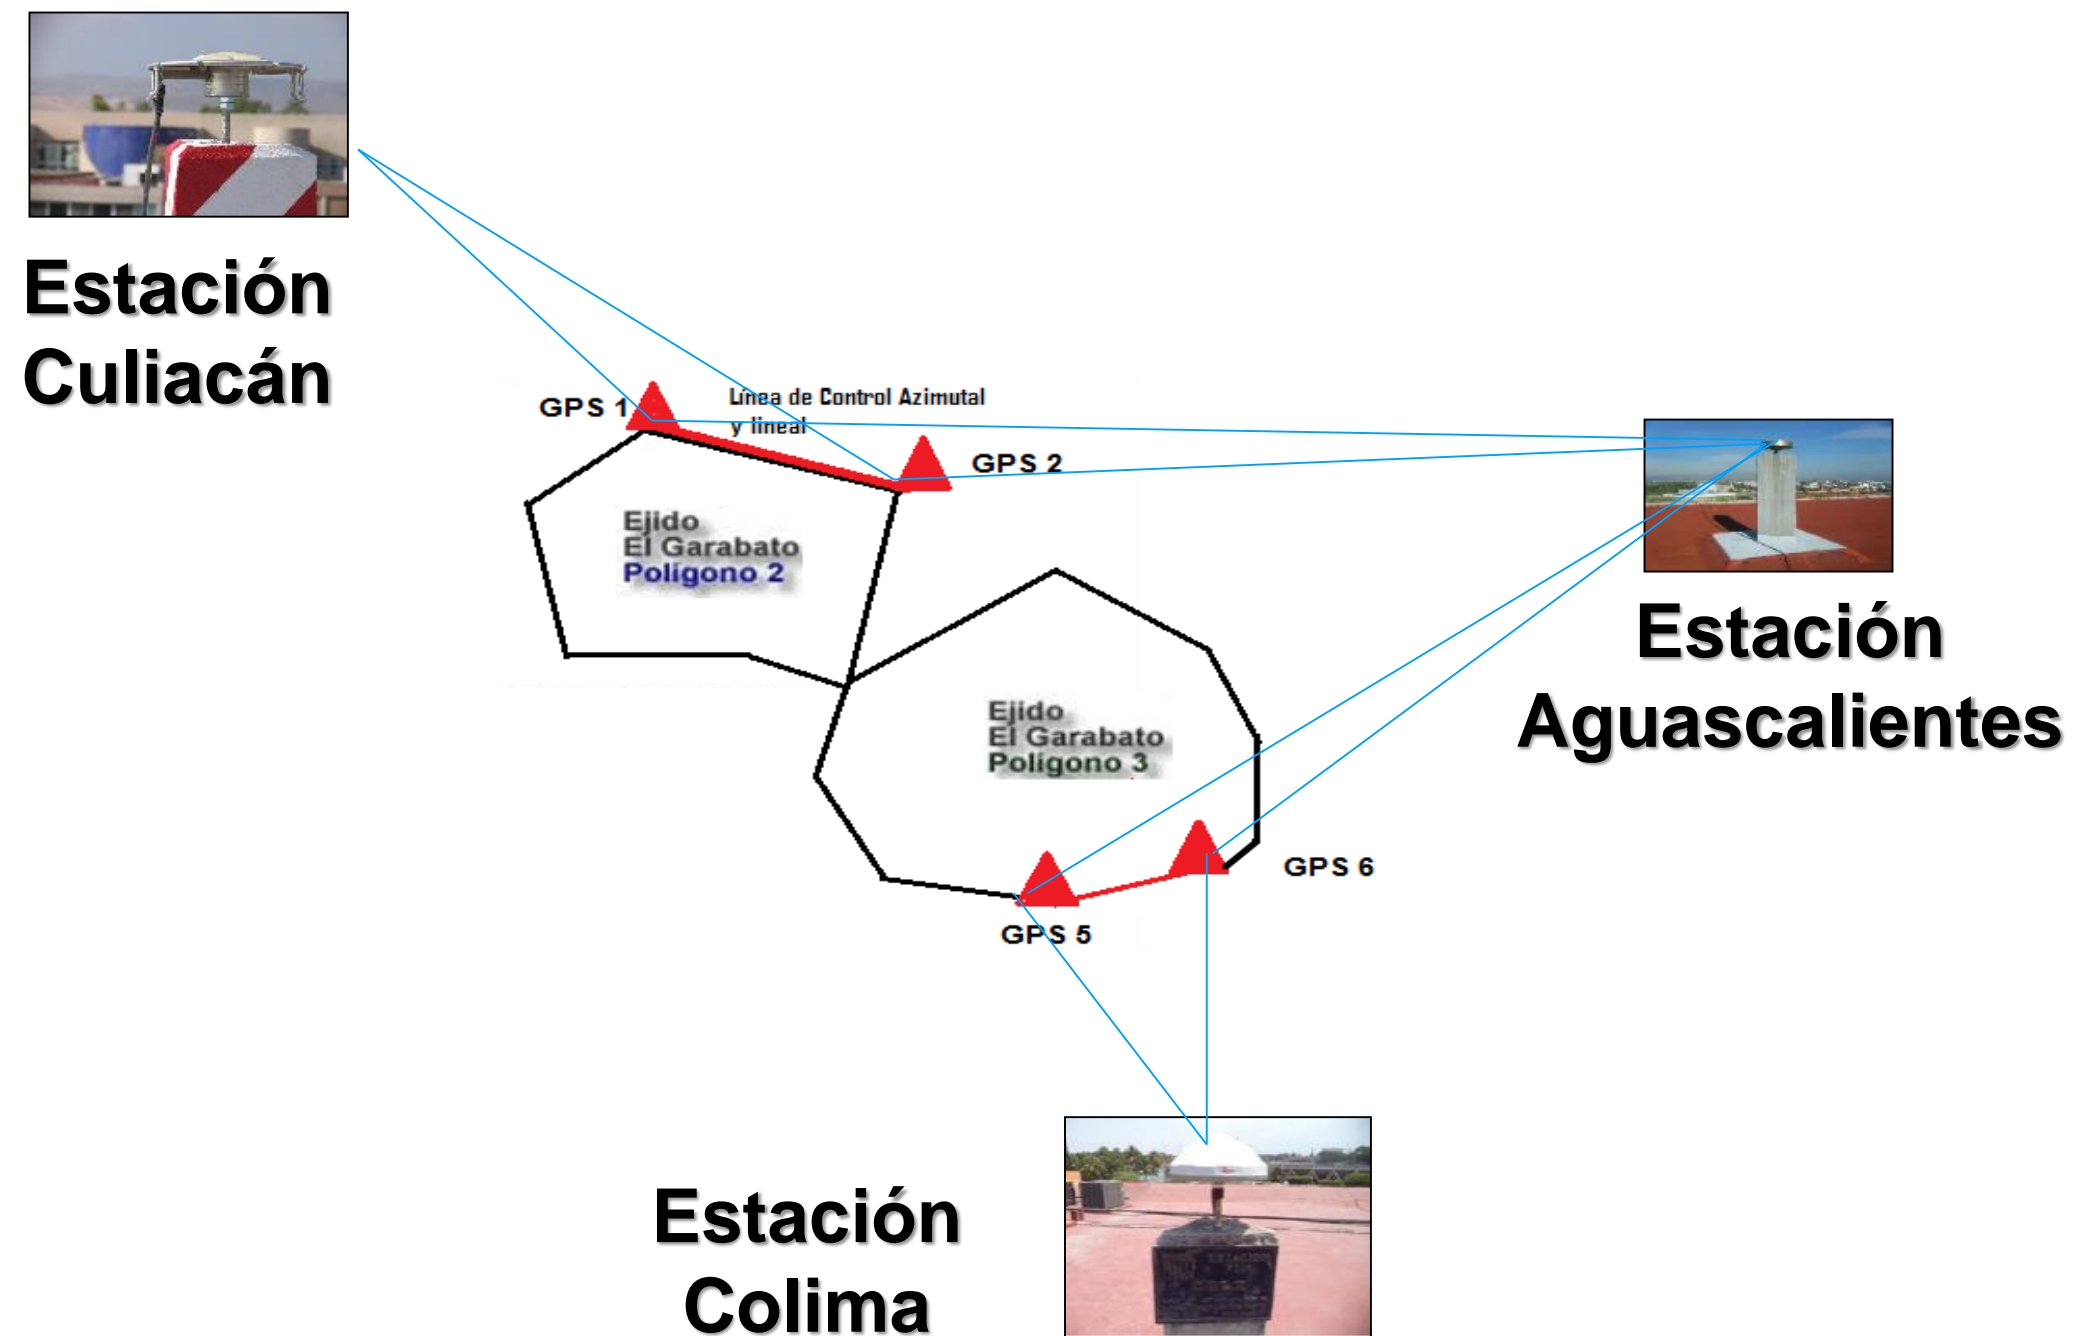 Estación
Culiacán
GPS 1
Línea de Control Azimutal
y lineal
GPS 2
Ejido
El Garabato
Polígono 2
Estación
Aguascalientes
Ejido
El Garabato
Polígono 3
GPS 6
GPS 5
Estación
Colima